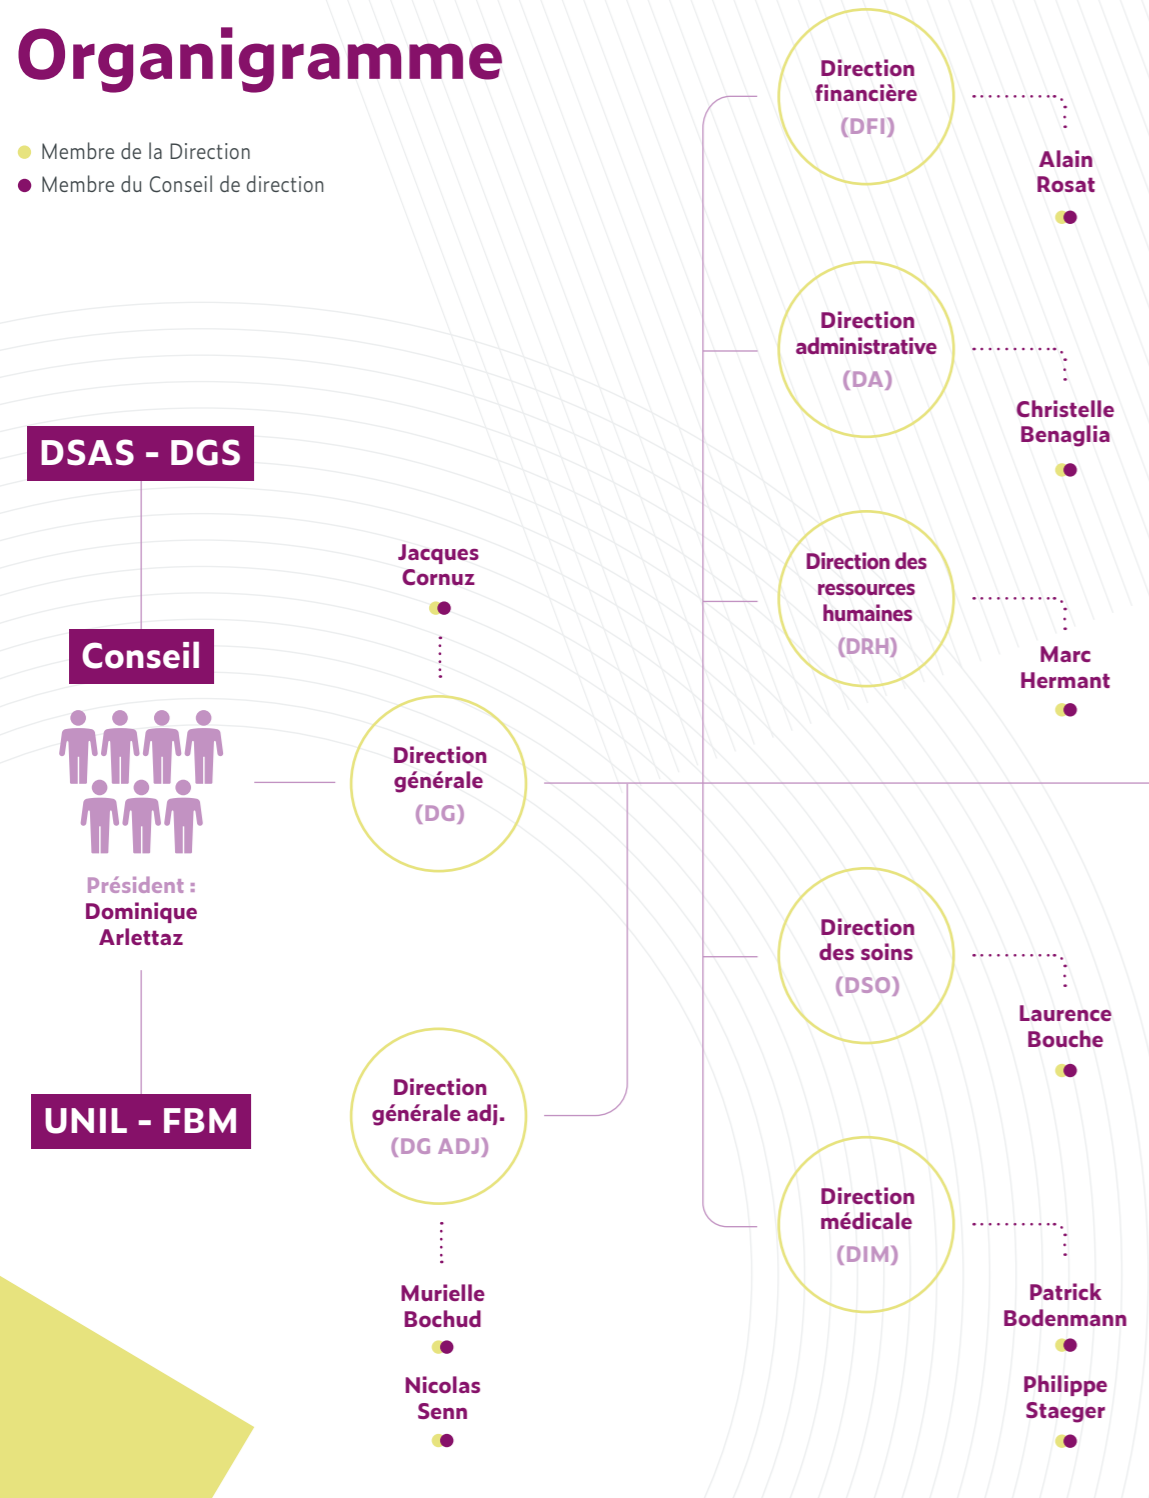 Organigramme
Membre de la Direction
Membre du Conseil de direction
DSAS - DGS
Conseil
Président :
Dominique
Arlettaz
UNIL - FBM
Jacques
Cornuz
Direction
générale
(DG)
Direction
générale adj.
(DG ADJ)
Murielle
Bochud
Nicolas
Senn
Direction
financière
(DFI)
Alain
Rosat
Direction
administrative
(DA)
Christelle
Benaglia
Direction des
ressources
humaines
(DRH)
Marc
Hermant
Direction
des soins
(DSO)
Laurence
Bouche
Direction
médicale
(DIM)
Patrick
Bodenmann
Philippe
Staeger